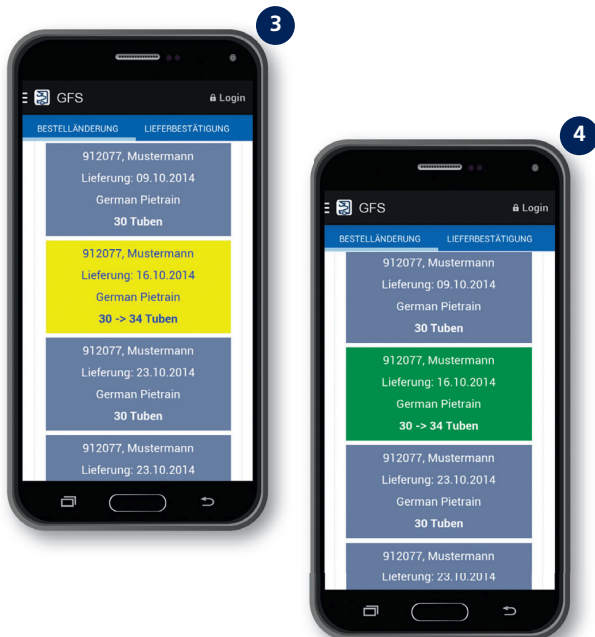 3
GFS
Login
BESTELLÄNDERUNG LIEFERBESTÄTIGUNG
912077, Mustermann
Lieferung: 09.10.2014
German Pietrain
30 Tuben
912077, Mustermann
Lieferung: 16.10.2014
German Pietrain
30 -> 34 Tuben
912077, Mustermann
Lieferung: 23.10.2014
German Pietrain
30 Tuben
912077, Mustermann
Lieferung: 23.10.2014
4
GFS
Login
BESTELLÄNDERUNG LIEFERBESTÄTIGUNG
912077, Mustermann
Lieferung: 09.10.2014
German Pietrain
30 Tuben
912077, Mustermann
Lieferung: 16.10.2014
German Pietrain
30 -> 34 Tuben
912077, Mustermann
Lieferung: 23.10.2014
German Pietrain
30 Tuben
912077, Mustermann
Lieferung: 23.10.2014